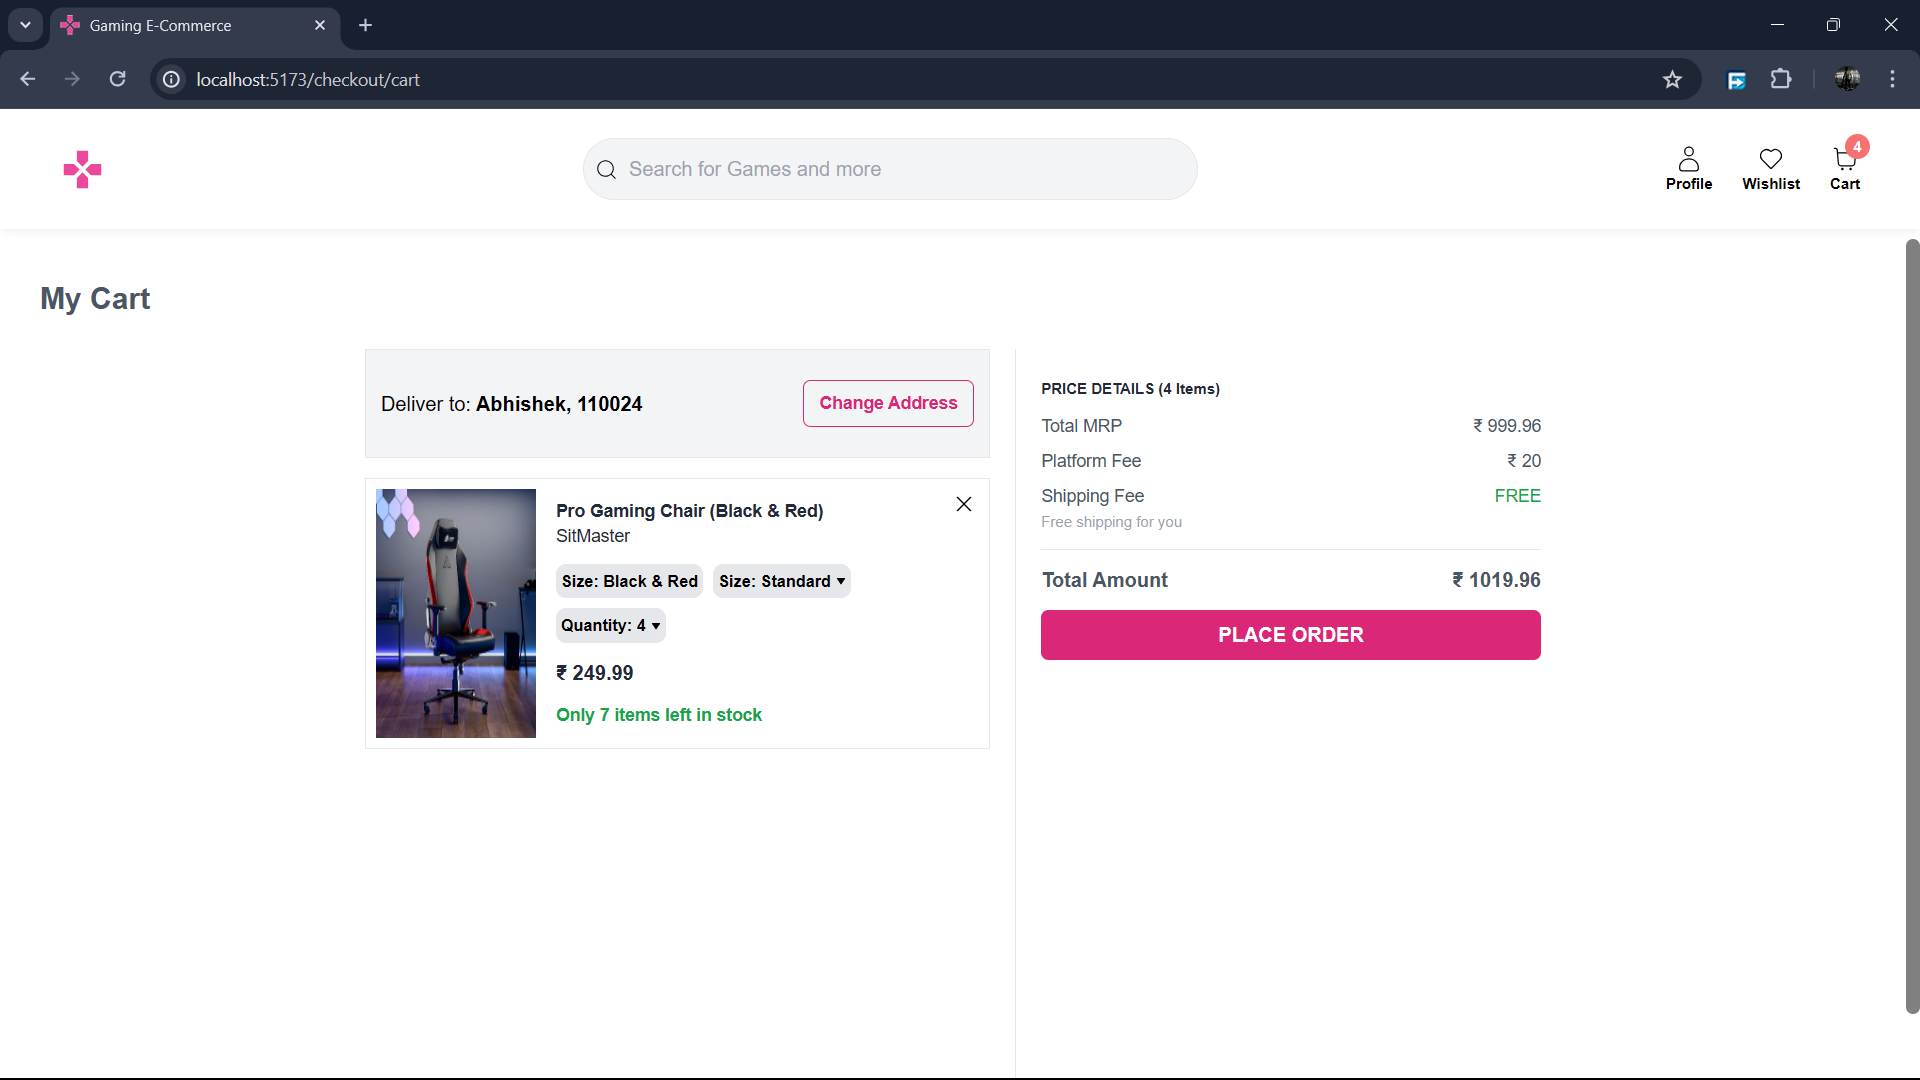 Gaming E-Commerce
localhost:5173/checkout/cart
Search for Games and more
Profile
Wishlist
4
Cart
My Cart
Deliver to: Abhishek, 110024
Change Address
Pro Gaming Chair (Black & Red)
SitMaster
Size: Black & Red
Size: Standard ▾
Quantity: 4 ▾
₹ 249.99
Only 7 items left in stock
PRICE DETAILS (4 Items)
Total MRP ₹ 999.96
Platform Fee ₹ 20
Shipping Fee FREE
Free shipping for you
Total Amount ₹ 1019.96
PLACE ORDER